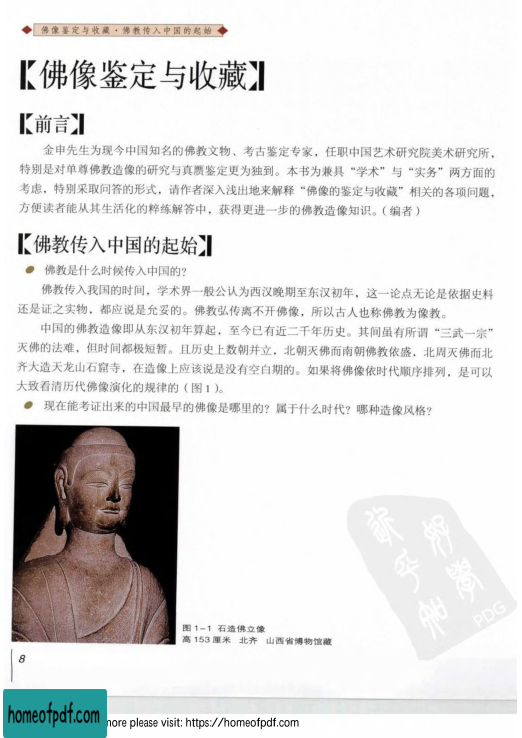 佛像鉴定与收藏·佛教传入中国的起始
【佛像鉴定与收藏】
【前言】
金申先生为现今中国知名的佛教文物、考古鉴定专家，任职中国艺术研究院美术研究所，
特别是对单尊佛教造像的研究与真赝鉴定更为独到。本书为兼具“学术”与“实务”两方面的
考虑，特别采取问答的形式，请作者深入浅出地来解释“佛像的鉴定与收藏”相关的各项问题，
方便读者能从其生活化的粹练解答中，获得更进一步的佛教造像知识。（编者）
【佛教传入中国的起始】
佛教是什么时候传入中国的？
佛教传入我国的时间，学术界一般公认为西汉晚期至东汉初年，这一论点无论是依据史料
还是证之实物，都应说是允妥的。佛教弘传离不开佛像，所以古人也称佛教为像教。
中国的佛教造像即从东汉初年算起，至今已有近二千年历史。其间虽有所谓“三武一宗”
灭佛的法难，但时间都极短暂。且历史上数朝并立，北朝灭佛而南朝佛教依盛，北周灭佛而北
齐大造天龙山石窟寺，在造像上应该说是没有空白期的。如果将佛像依时代顺序排列，是可以
大致看清历代佛像演化的规律的（图1）。
现在能考证出来的中国最早的佛像是哪里的？属于什么时代？哪种造像风格？
图1-1 石造佛立像
高153厘米 北齐 山西省博物馆藏
PDG
8
homeofpdf.com
more please visit: https://homeofpdf.com